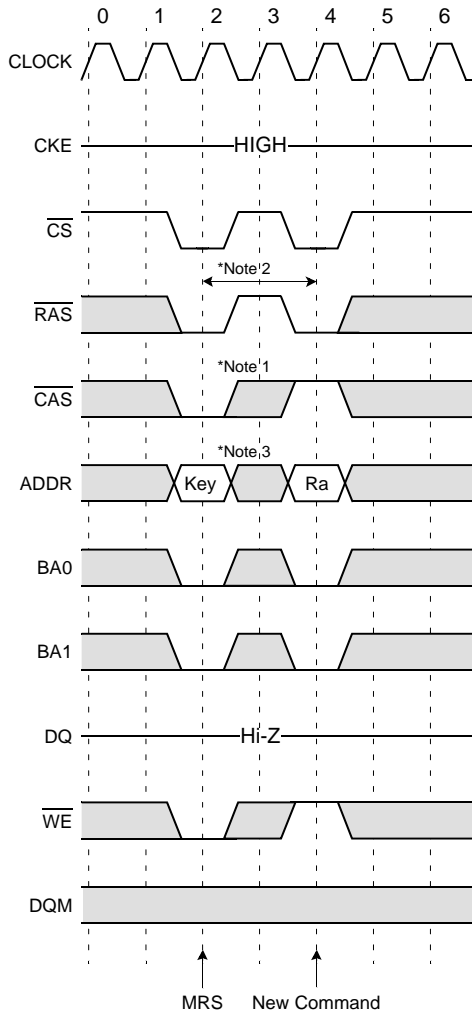 0 1 2 3 4 5 6
CLOCK
CKE HIGH
CS
*Note 2
RAS
*Note 1
CAS
*Note 3
ADDR Key Ra
BA0
BA1
DQ Hi-Z
WE
DQM
MRS New Command